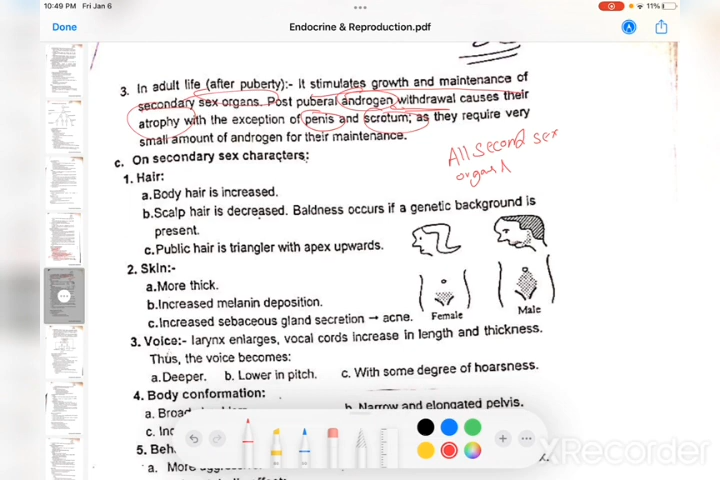 10:49 PM Fri Jan 6
11%
Done
Endocrine & Reproduction.pdf
3. In adult life (after puberty):- It stimulates growth and maintenance of
secondary sex organs. Post puberal androgen withdrawal causes their
atrophy with the exception of penis and scrotum; as they require very
small amount of androgen for their maintenance.
All second sex
organ
c. On secondary sex characters:
1. Hair:
a.Body hair is increased.
b.Scalp hair is decreased. Baldness occurs if a genetic background is
present.
c.Public hair is triangler with apex upwards.
2. Skin:-
a.More thick.
b.Increased melanin deposition.
c.Increased sebaceous gland secretion → acne.
Female
Male
3. Voice:- larynx enlarges, vocal cords increase in length and thickness.
Thus, the voice becomes:
a.Deeper. b. Lower in pitch. c. With some degree of hoarsness.
4. Body conformation:
a. Broad
b. Narrow and elongated pelvis.
c. Inc
5. Beh
a. More
XRecorder